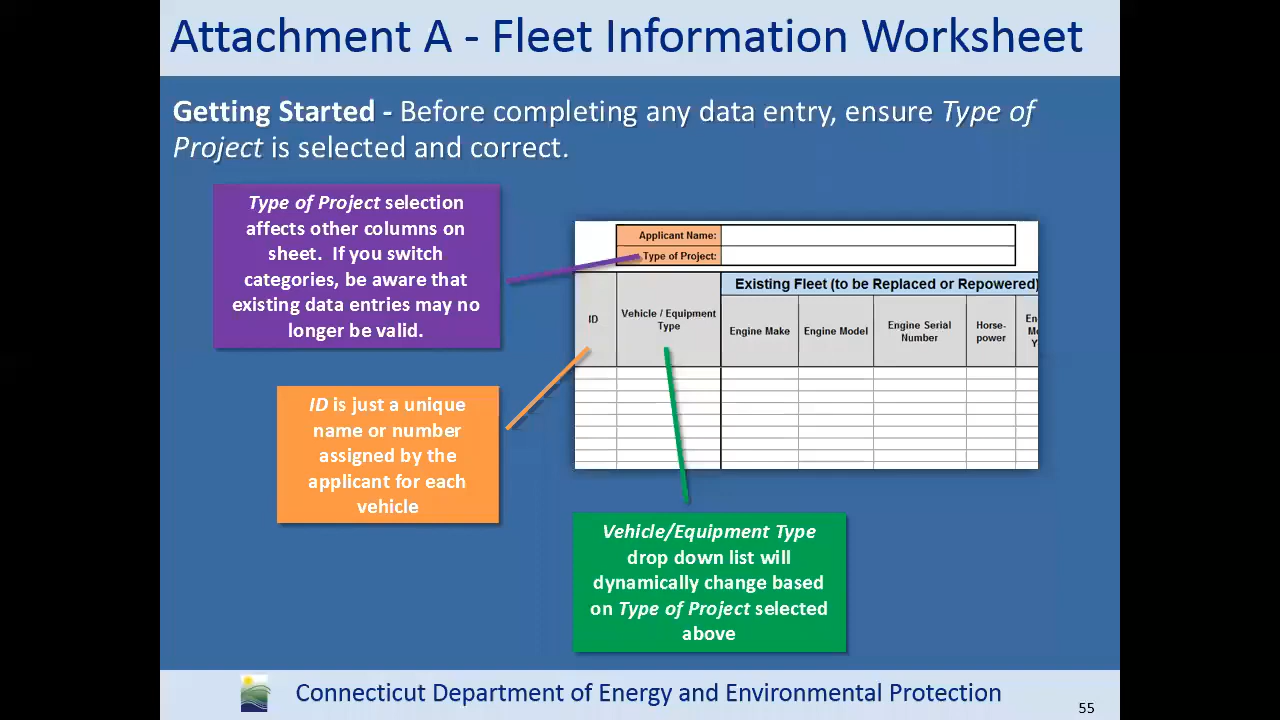 Attachment A - Fleet Information Worksheet
Getting Started - Before completing any data entry, ensure Type of
Project is selected and correct.
Type of Project selection
affects other columns on
sheet. If you switch
categories, be aware that
existing data entries may no
longer be valid.
Applicant Name:
Type of Project:
Existing Fleet (to be Replaced or Repowered)
ID
Vehicle / Equipment
Type
Engine Make
Engine Model
Engine Serial
Number
Horse-
power
ID is just a unique
name or number
assigned by the
applicant for each
vehicle
Vehicle/Equipment Type
drop down list will
dynamically change based
on Type of Project selected
above
Connecticut Department of Energy and Environmental Protection
55